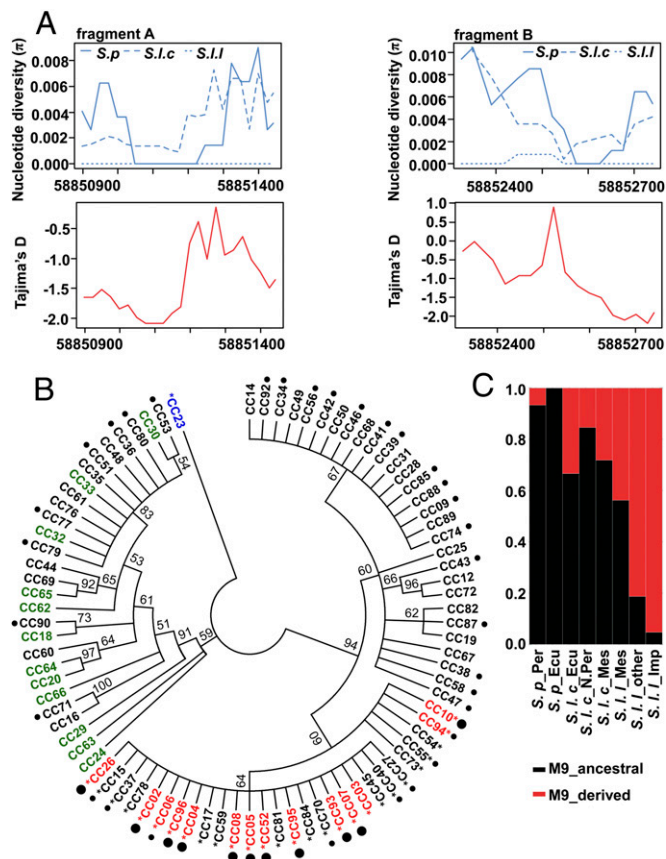 A
fragment A
S.p S.l.c S.l.l
Nucleotide diversity (π)
0.008
0.006
0.004
0.002
0.000
58850900 58851400
Tajima's D
-1.0
-1.5
-2.0
58850900 58851400
fragment B
S.p S.l.c S.l.l
Nucleotide diversity (π)
0.010
0.008
0.006
0.004
0.002
0.000
58852400 58852700
Tajima's D
1.0
0.5
0.0
-0.5
-1.0
-1.5
-2.0
58852400 58852700
B
CC14
CC92
CC34
CC49
CC56
CC42
CC50
CC46
CC68
CC41
CC39
CC31
CC28
CC85
CC88
CC09
CC89
CC74
CC25
CC43
CC12
CC72
CC82
CC87
CC19
CC67
CC38
CC58
CC47
CC10*
CC94*
CC54*
CC73*
CC55*
CC27
CC40
CC45*
*CC03
*CC07
*CC93
*CC70
*CC84
*CC95
*CC81
*CC52
*CC05
*CC08
*CC59
*CC17
*CC04
*CC96
*CC06
*CC02
*CC78
*CC37
*CC15
*CC26
CC24
CC63
CC29
CC16
CC71
CC66
CC20
CC64
CC60
CC18
CC90
CC62
CC65
CC69
CC44
CC79
CC32
CC77
CC76
CC61
CC33
CC35
CC51
CC48
CC36
CC80
CC30
CC53
*CC23
54
83
53
65
92
61
73
64
97
51
91
59
100
67
60
66
96
62
94
60
64
C
1.0
0.8
0.6
0.4
0.2
0.0
S. p_Per
S. p_Ecu
S. l. c_Ecu
S. l. c_N.Per
S. l. c_Mes
S. l. l_Mes
S. l. l_other
S. l. l_Imp
M9_ancestral
M9_derived